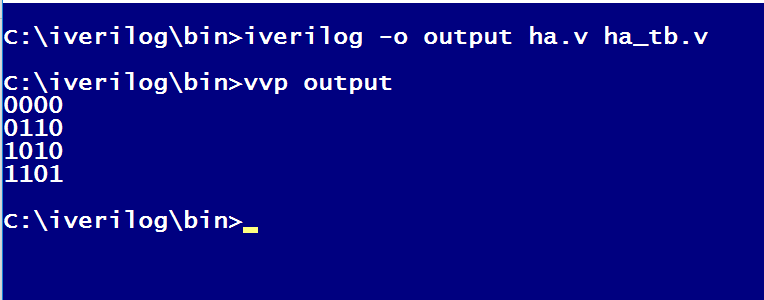 C:\iverilog\bin>iverilog -o output ha.v ha_tb.v
C:\iverilog\bin>vvp output
0000
0110
1010
1101
C:\iverilog\bin>